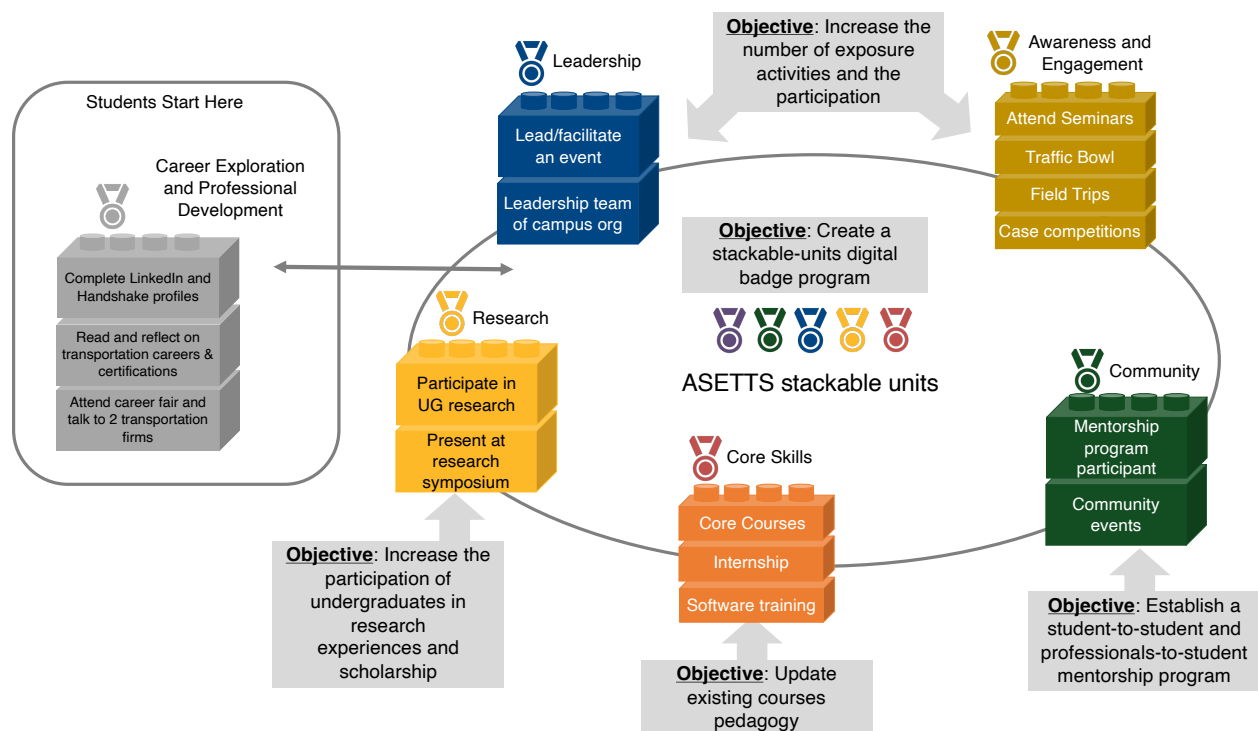 Students Start Here
Career Exploration
and Professional
Development
Complete LinkedIn and
Handshake profiles
Read and reflect on
transportation careers &
certifications
Attend career fair and
talk to 2 transportation
firms
Leadership
Lead/facilitate
an event
Leadership team
of campus org
Objective: Increase the
number of exposure
activities and the
participation
Awareness and
Engagement
Attend Seminars
Traffic Bowl
Field Trips
Case competitions
Objective: Create a
stackable-units digital
badge program
ASETTS stackable units
Research
Participate in
UG research
Present at
research
symposium
Objective: Increase the
participation of
undergraduates in
research
experiences and
scholarship
Core Skills
Core Courses
Internship
Software training
Objective: Update
existing courses
pedagogy
Community
Mentorship
program
participant
Community
events
Objective: Establish a
student-to-student and
professionals-to-student
mentorship program